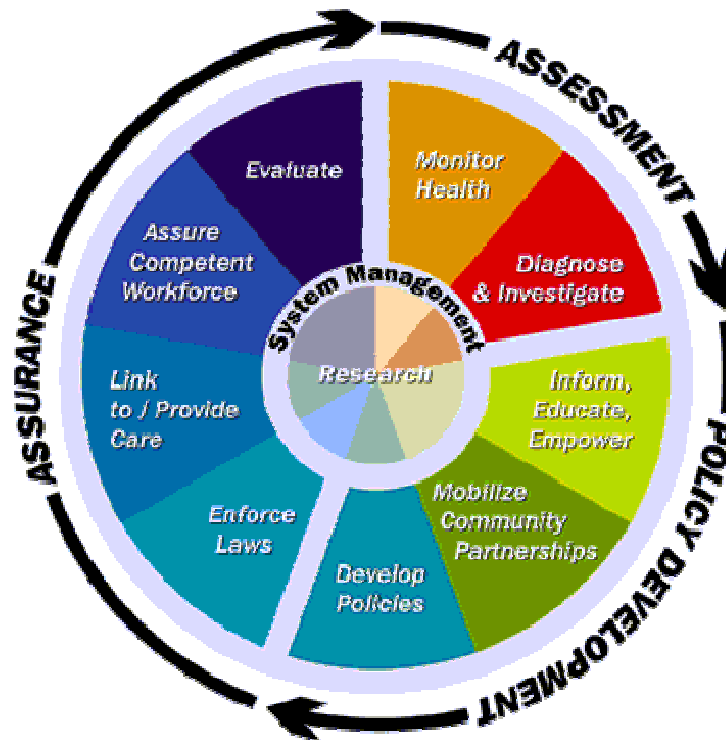 ASSESSMENT
Monitor
Health
Diagnose
& Investigate
POLICY DEVELOPMENT
Inform,
Educate,
Empower
Mobilize
Community
Partnerships
Develop
Policies
ASSURANCE
Enforce
Laws
Link
to / Provide
Care
Assure
Competent
Workforce
Evaluate
System Management
Research